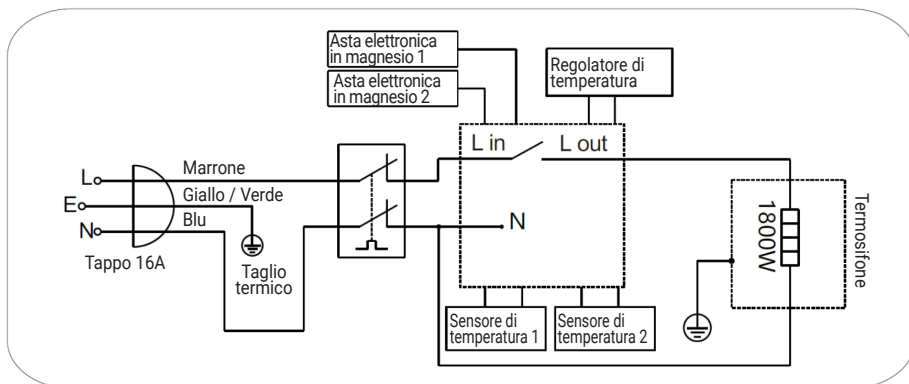 Asta elettronica
in magnesio 1
Asta elettronica
in magnesio 2
Regolatore di
temperatura
L in
L out
L
Marrone
E
Giallo / Verde
N
Blu
N
Tappo 16A
Taglio
termico
1800W
Termosifone
Sensore di
temperatura 1
Sensore di
temperatura 2